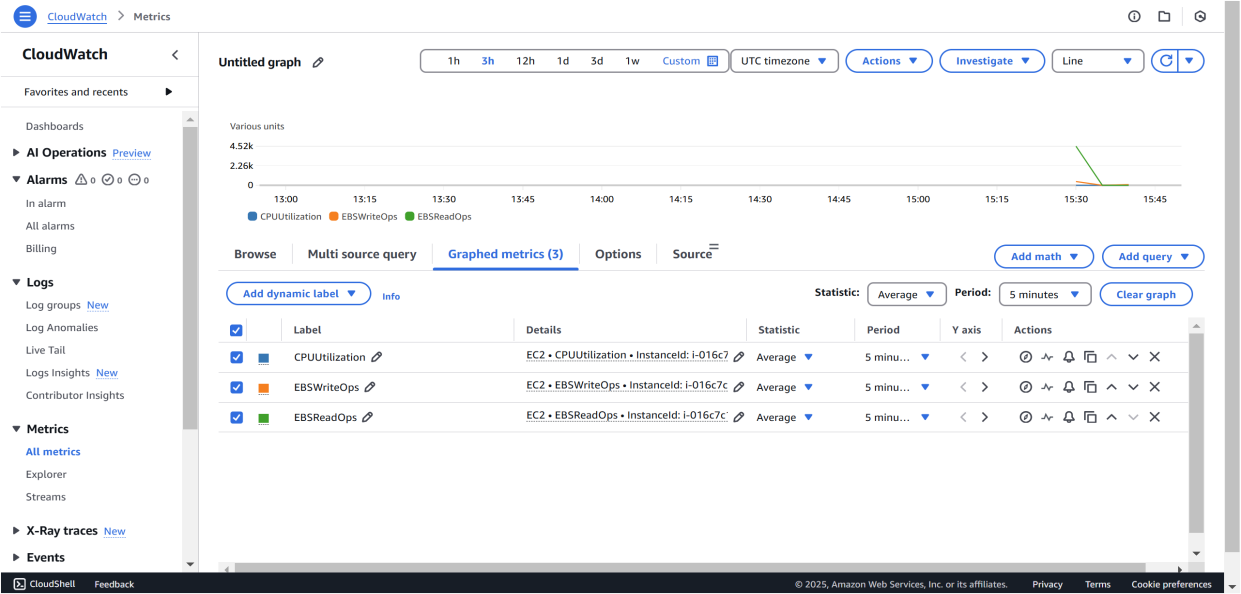 CloudWatch > Metrics
CloudWatch
Favorites and recents
Dashboards
AI Operations Preview
Alarms 0 0 0
In alarm
All alarms
Billing
Logs
Log groups New
Log Anomalies
Live Tail
Logs Insights New
Contributor Insights
Metrics
All metrics
Explorer
Streams
X-Ray traces New
Events
Untitled graph
1h 3h 12h 1d 3d 1w Custom UTC timezone Actions Investigate Line
Various units
4.52k
2.26k
0
13:00 13:15 13:30 13:45 14:00 14:15 14:30 14:45 15:00 15:15 15:30 15:45
CPUUtilization EBSWriteOps EBSReadOps
Browse Multi source query Graphed metrics (3) Options Source Add math Add query
Add dynamic label Info Statistic: Average Period: 5 minutes Clear graph
Label Details Statistic Period Y axis Actions
CPUUtilization EC2 • CPUUtilization • InstanceId: i-016c7 Average 5 minu...
EBSWriteOps EC2 • EBSWriteOps • InstanceId: i-016c7c Average 5 minu...
EBSReadOps EC2 • EBSReadOps • InstanceId: i-016c7c Average 5 minu...
CloudShell Feedback © 2025, Amazon Web Services, Inc. or its affiliates. Privacy Terms Cookie preferences